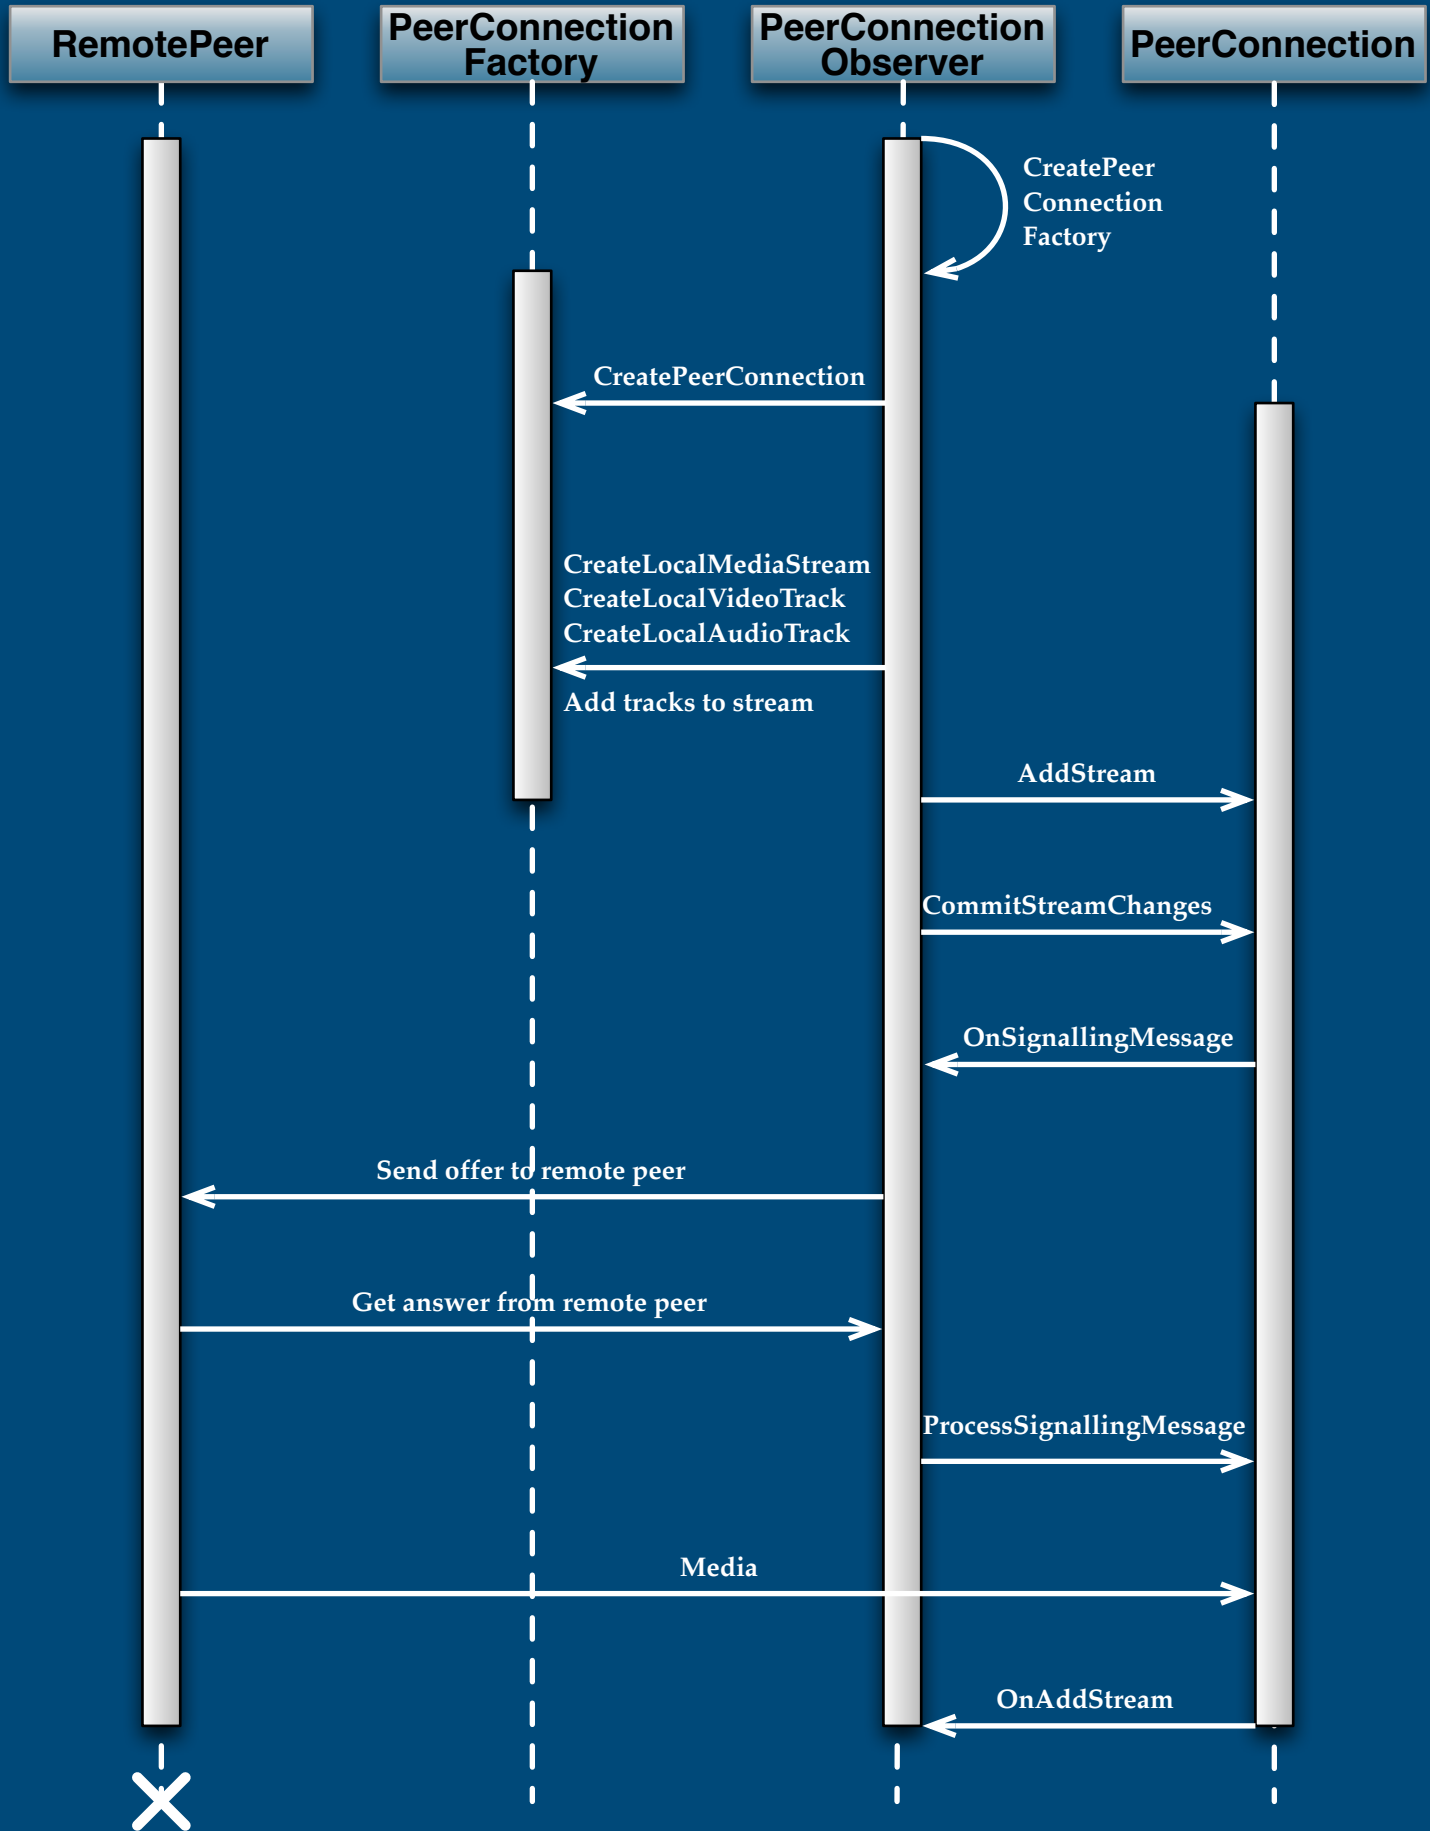 RemotePeer
PeerConnection
Factory
PeerConnection
Observer
PeerConnection
CreatePeer
Connection
Factory
CreatePeerConnection
CreateLocalMediaStream
CreateLocalVideoTrack
CreateLocalAudioTrack
Add tracks to stream
AddStream
CommitStreamChanges
OnSignallingMessage
Send offer to remote peer
Get answer from remote peer
ProcessSignallingMessage
Media
OnAddStream